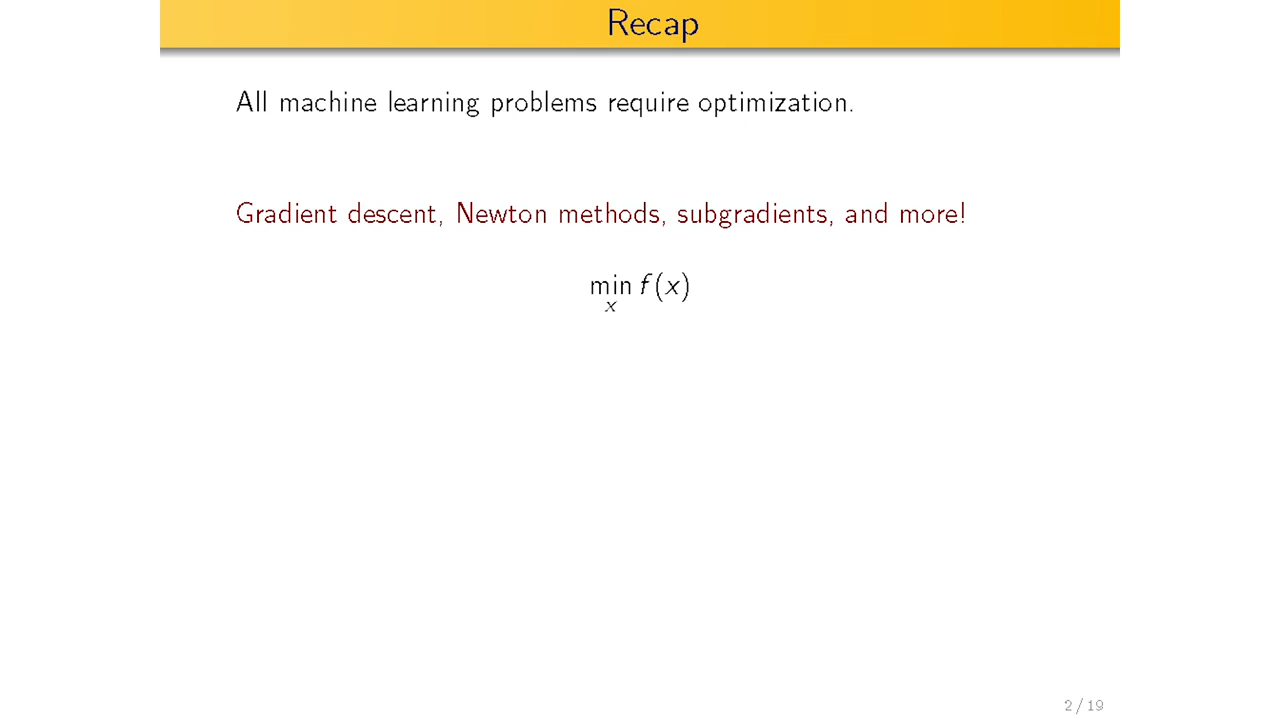 Recap
All machine learning problems require optimization.
Gradient descent, Newton methods, subgradients, and more!
min f(x)
x
2 / 19